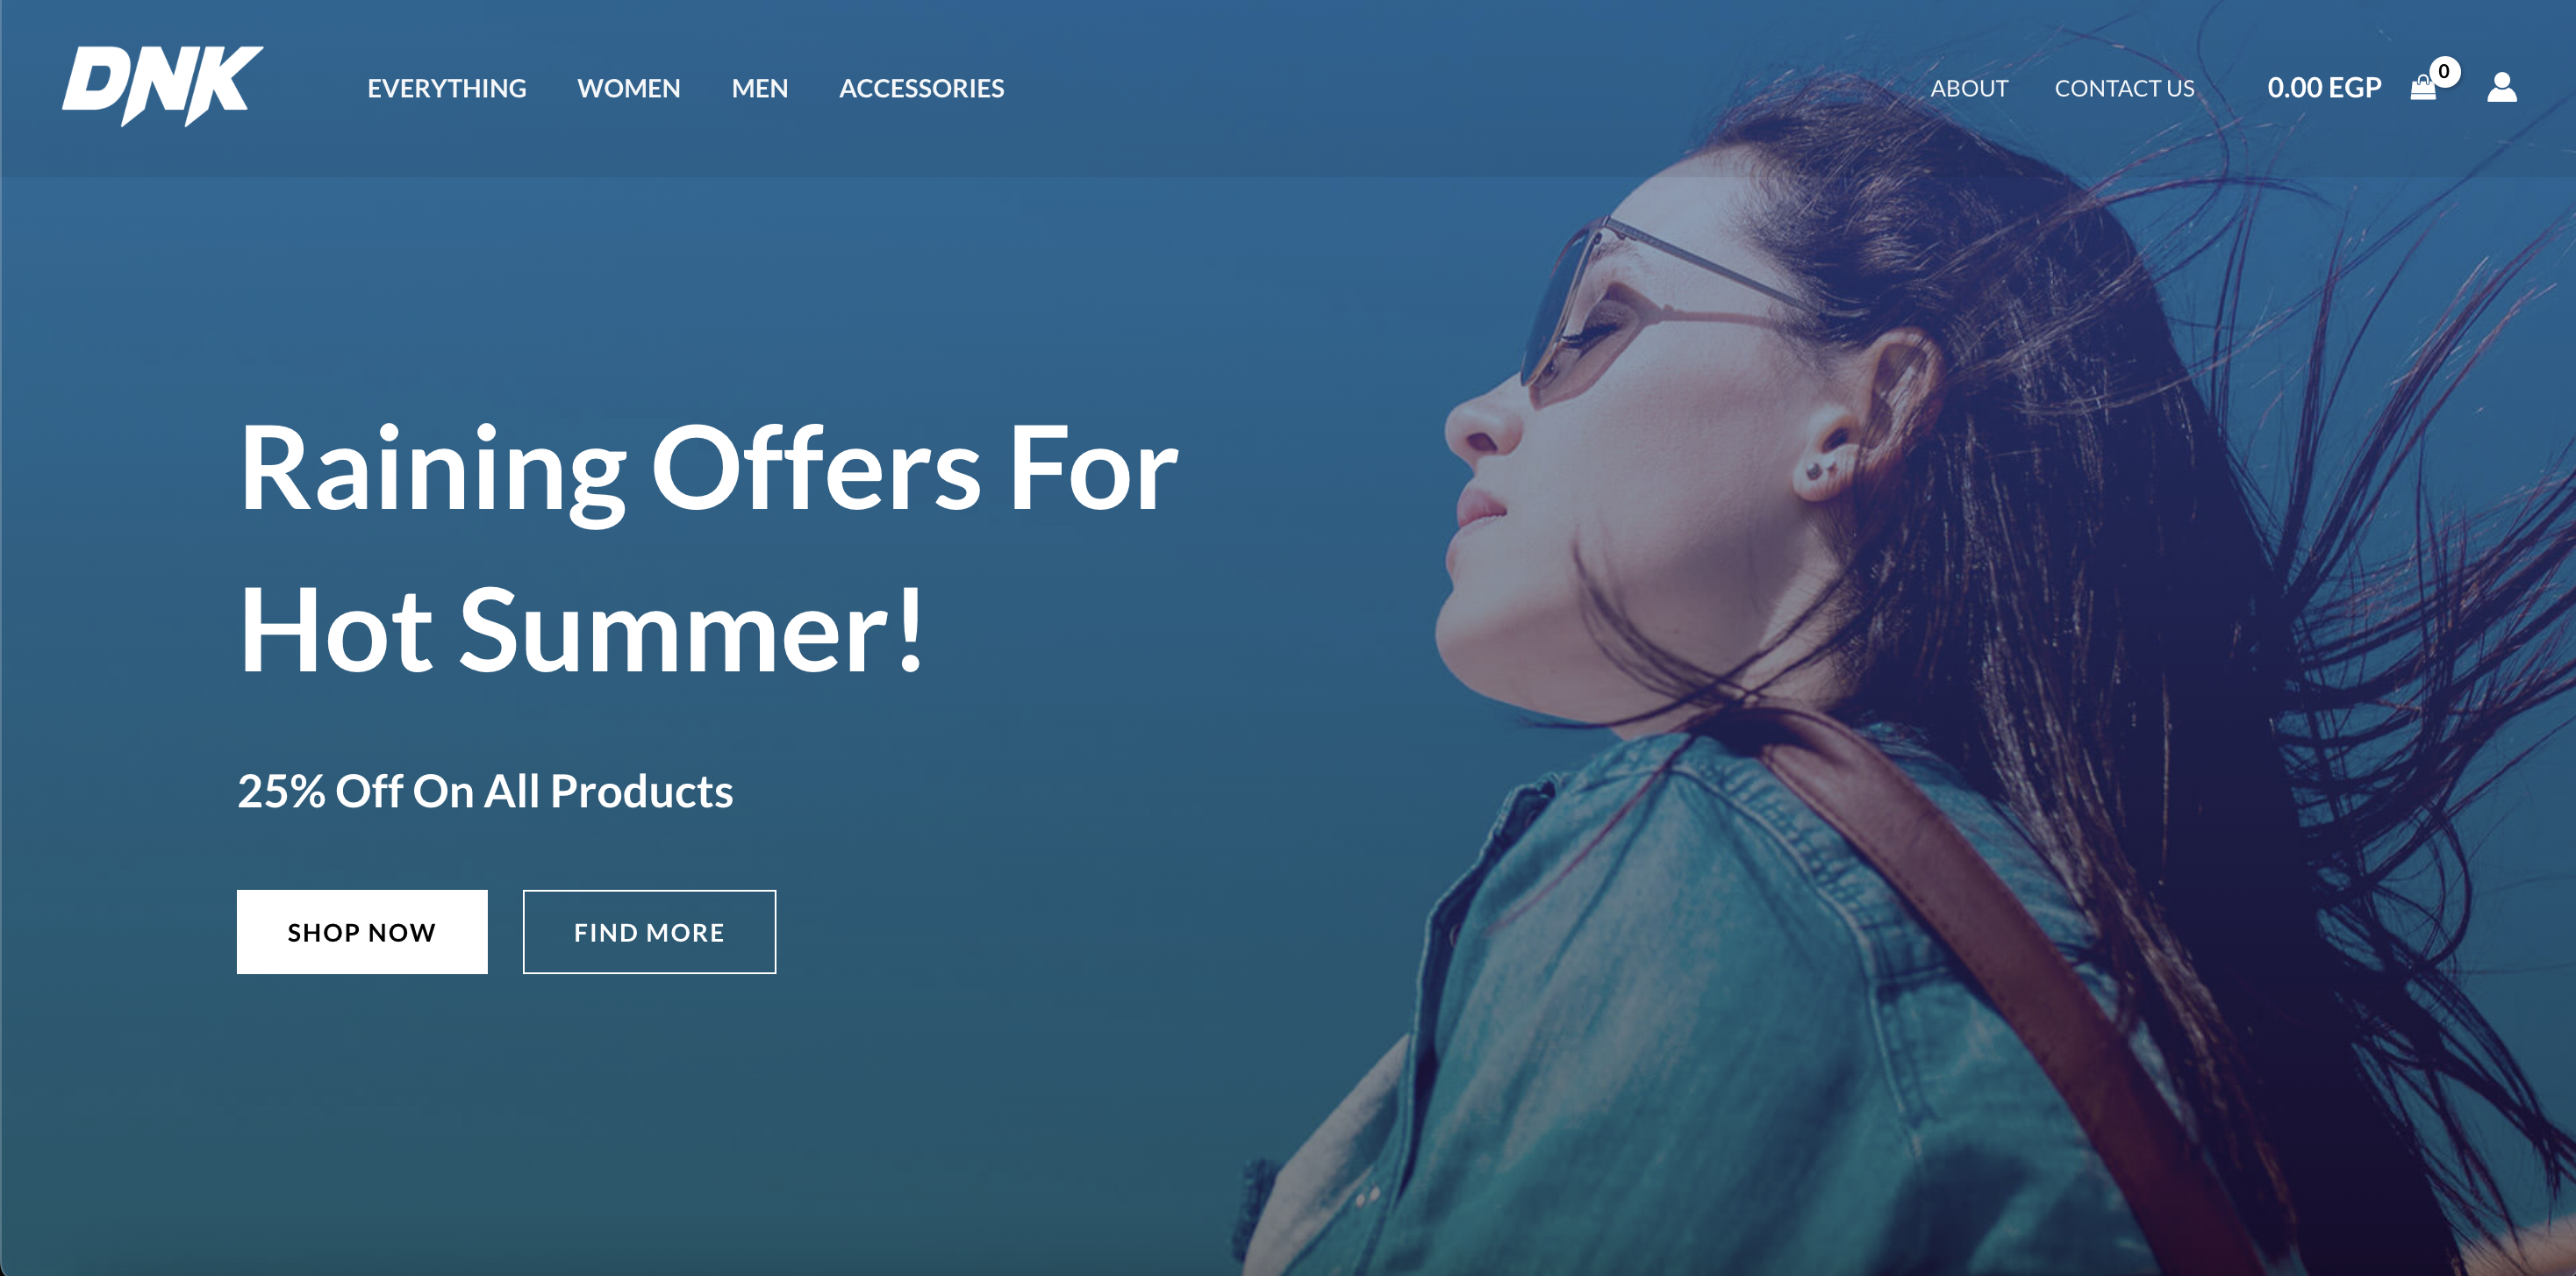 DNK
EVERYTHING WOMEN MEN ACCESSORIES ABOUT CONTACT US 0.00 EGP 0
Raining Offers For
Hot Summer!
25% Off On All Products
SHOP NOW FIND MORE